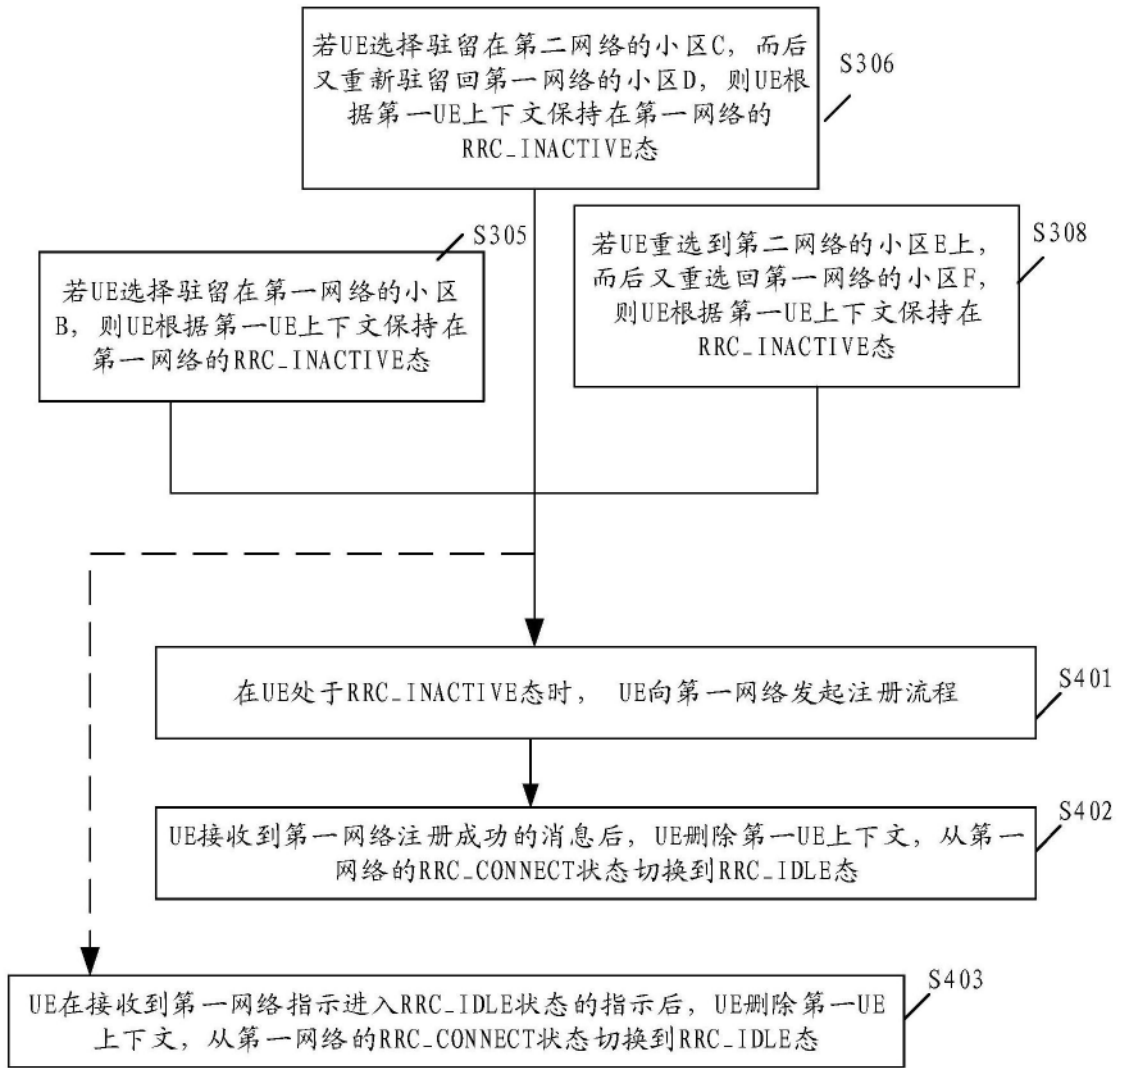 若UE选择驻留在第二网络的小区C，而后
又重新驻留回第一网络的小区D，则UE根
据第一UE上下文保持在第一网络的
RRC_INACTIVE态
S306
S305
若UE选择驻留在第一网络的小区
B，则UE根据第一UE上下文保持在
第一网络的RRC_INACTIVE态
若UE重选到第二网络的小区E上，
而后又重选回第一网络的小区F，
则UE根据第一UE上下文保持在
RRC_INACTIVE态
S308
在UE处于RRC_INACTIVE态时， UE向第一网络发起注册流程
S401
UE接收到第一网络注册成功的消息后，UE删除第一UE上下文，从第一
网络的RRC_CONNECT状态切换到RRC_IDLE态
S402
UE在接收到第一网络指示进入RRC_IDLE状态的指示后，UE删除第一UE
上下文，从第一网络的RRC_CONNECT状态切换到RRC_IDLE态
S403